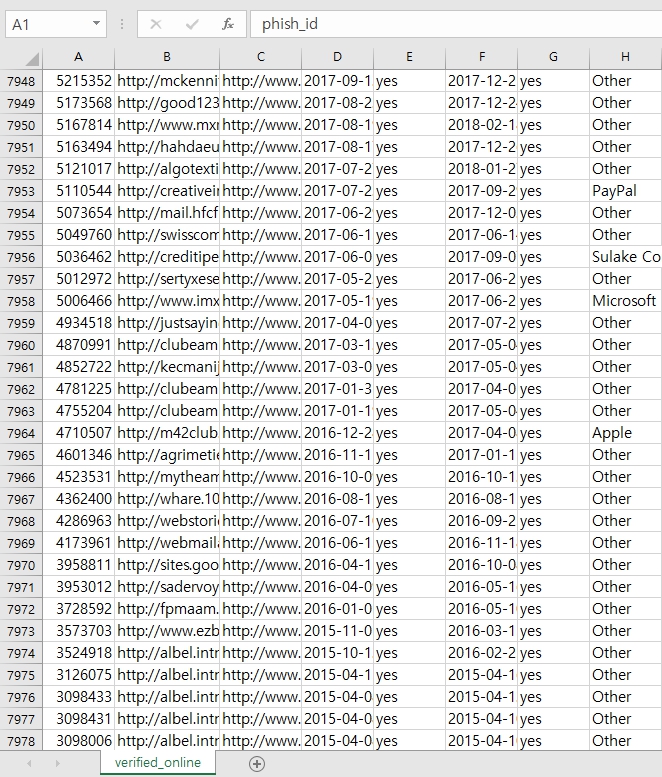 A1 phish_id
A B C D E F G H
7948 5215352 http://mckenni http://www. 2017-09-1 yes 2017-12-2 yes Other
7949 5173568 http://good123 http://www. 2017-08-2 yes 2017-12-2 yes Other
7950 5167814 http://www.mxr http://www. 2017-08-1 yes 2018-02-1 yes Other
7951 5163494 http://hahdaeu http://www. 2017-08-1 yes 2017-12-2 yes Other
7952 5121017 http://algotexti http://www. 2017-07-2 yes 2018-01-2 yes Other
7953 5110544 http://creativeir http://www. 2017-07-2 yes 2017-09-2 yes PayPal
7954 5073654 http://mail.hfcf http://www. 2017-06-2 yes 2017-12-0 yes Other
7955 5049760 http://swisscom http://www. 2017-06-1 yes 2017-06-1 yes Other
7956 5036462 http://creditipe http://www. 2017-06-0 yes 2017-09-0 yes Sulake Co
7957 5012972 http://sertyxese http://www. 2017-05-2 yes 2017-06-2 yes Other
7958 5006466 http://www.imx http://www. 2017-05-1 yes 2017-06-2 yes Microsoft
7959 4934518 http://justsayin http://www. 2017-04-0 yes 2017-07-2 yes Other
7960 4870991 http://clubeam http://www. 2017-03-1 yes 2017-05-0 yes Other
7961 4852722 http://kecmanij http://www. 2017-03-0 yes 2017-05-0 yes Other
7962 4781225 http://clubeam http://www. 2017-01-3 yes 2017-04-0 yes Other
7963 4755204 http://clubeam http://www. 2017-01-1 yes 2017-05-0 yes Other
7964 4710507 http://m42club http://www. 2016-12-2 yes 2017-04-0 yes Apple
7965 4601346 http://agrimetie http://www. 2016-11-1 yes 2017-01-1 yes Other
7966 4523531 http://mytheam http://www. 2016-10-0 yes 2016-10-1 yes Other
7967 4362400 http://whare.10 http://www. 2016-08-1 yes 2016-08-1 yes Other
7968 4286963 http://webstorie http://www. 2016-07-1 yes 2016-09-2 yes Other
7969 4173961 http://webmaila http://www. 2016-06-1 yes 2016-11-1 yes Other
7970 3958811 http://sites.goo http://www. 2016-04-1 yes 2016-10-0 yes Other
7971 3953012 http://sadervoy http://www. 2016-04-0 yes 2016-05-1 yes Other
7972 3728592 http://fpmaam. http://www. 2016-01-0 yes 2016-05-1 yes Other
7973 3573703 http://www.ezb http://www. 2015-11-0 yes 2016-03-1 yes Other
7974 3524918 http://albel.intr http://www. 2015-10-1 yes 2016-02-2 yes Other
7975 3126075 http://albel.intr http://www. 2015-04-1 yes 2015-04-1 yes Other
7976 3098433 http://albel.intr http://www. 2015-04-0 yes 2015-04-1 yes Other
7977 3098431 http://albel.intr http://www. 2015-04-0 yes 2015-04-1 yes Other
7978 3098006 http://albel.intr http://www. 2015-04-0 yes 2015-04-1 yes Other
verified_online